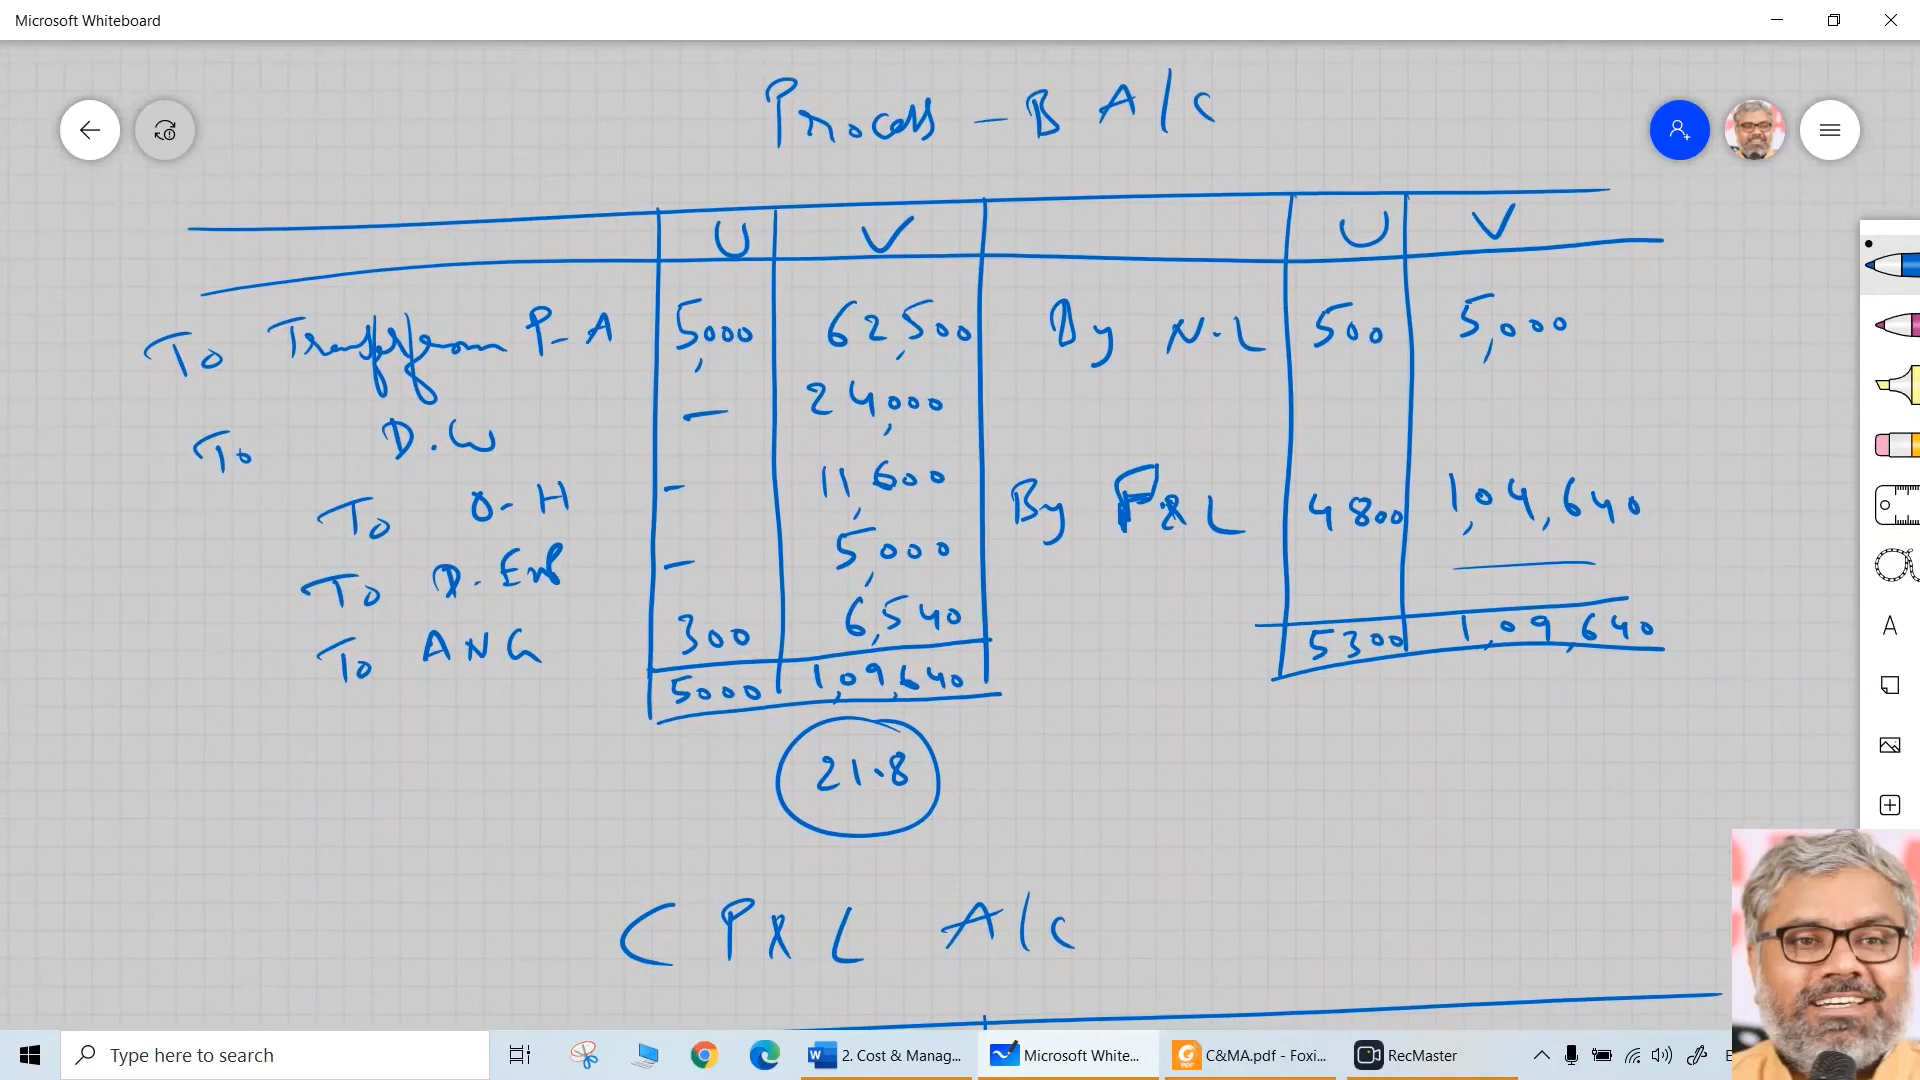 Microsoft Whiteboard
Process - B A/c
U V U V
To Transfer from P-A 5,000 62,500 By N-L 500 5,000
To D.W - 24,000
To O-H - 11,600 By P&L 4800 1,04,640
To D.Exp - 5,000
To ANG 300 6,540 5300 1,09,640
5000 1,09,640
21.8
C P & L A/c
A
Type here to search
2. Cost & Manag...
Microsoft White...
C&MA.pdf - Foxi...
RecMaster